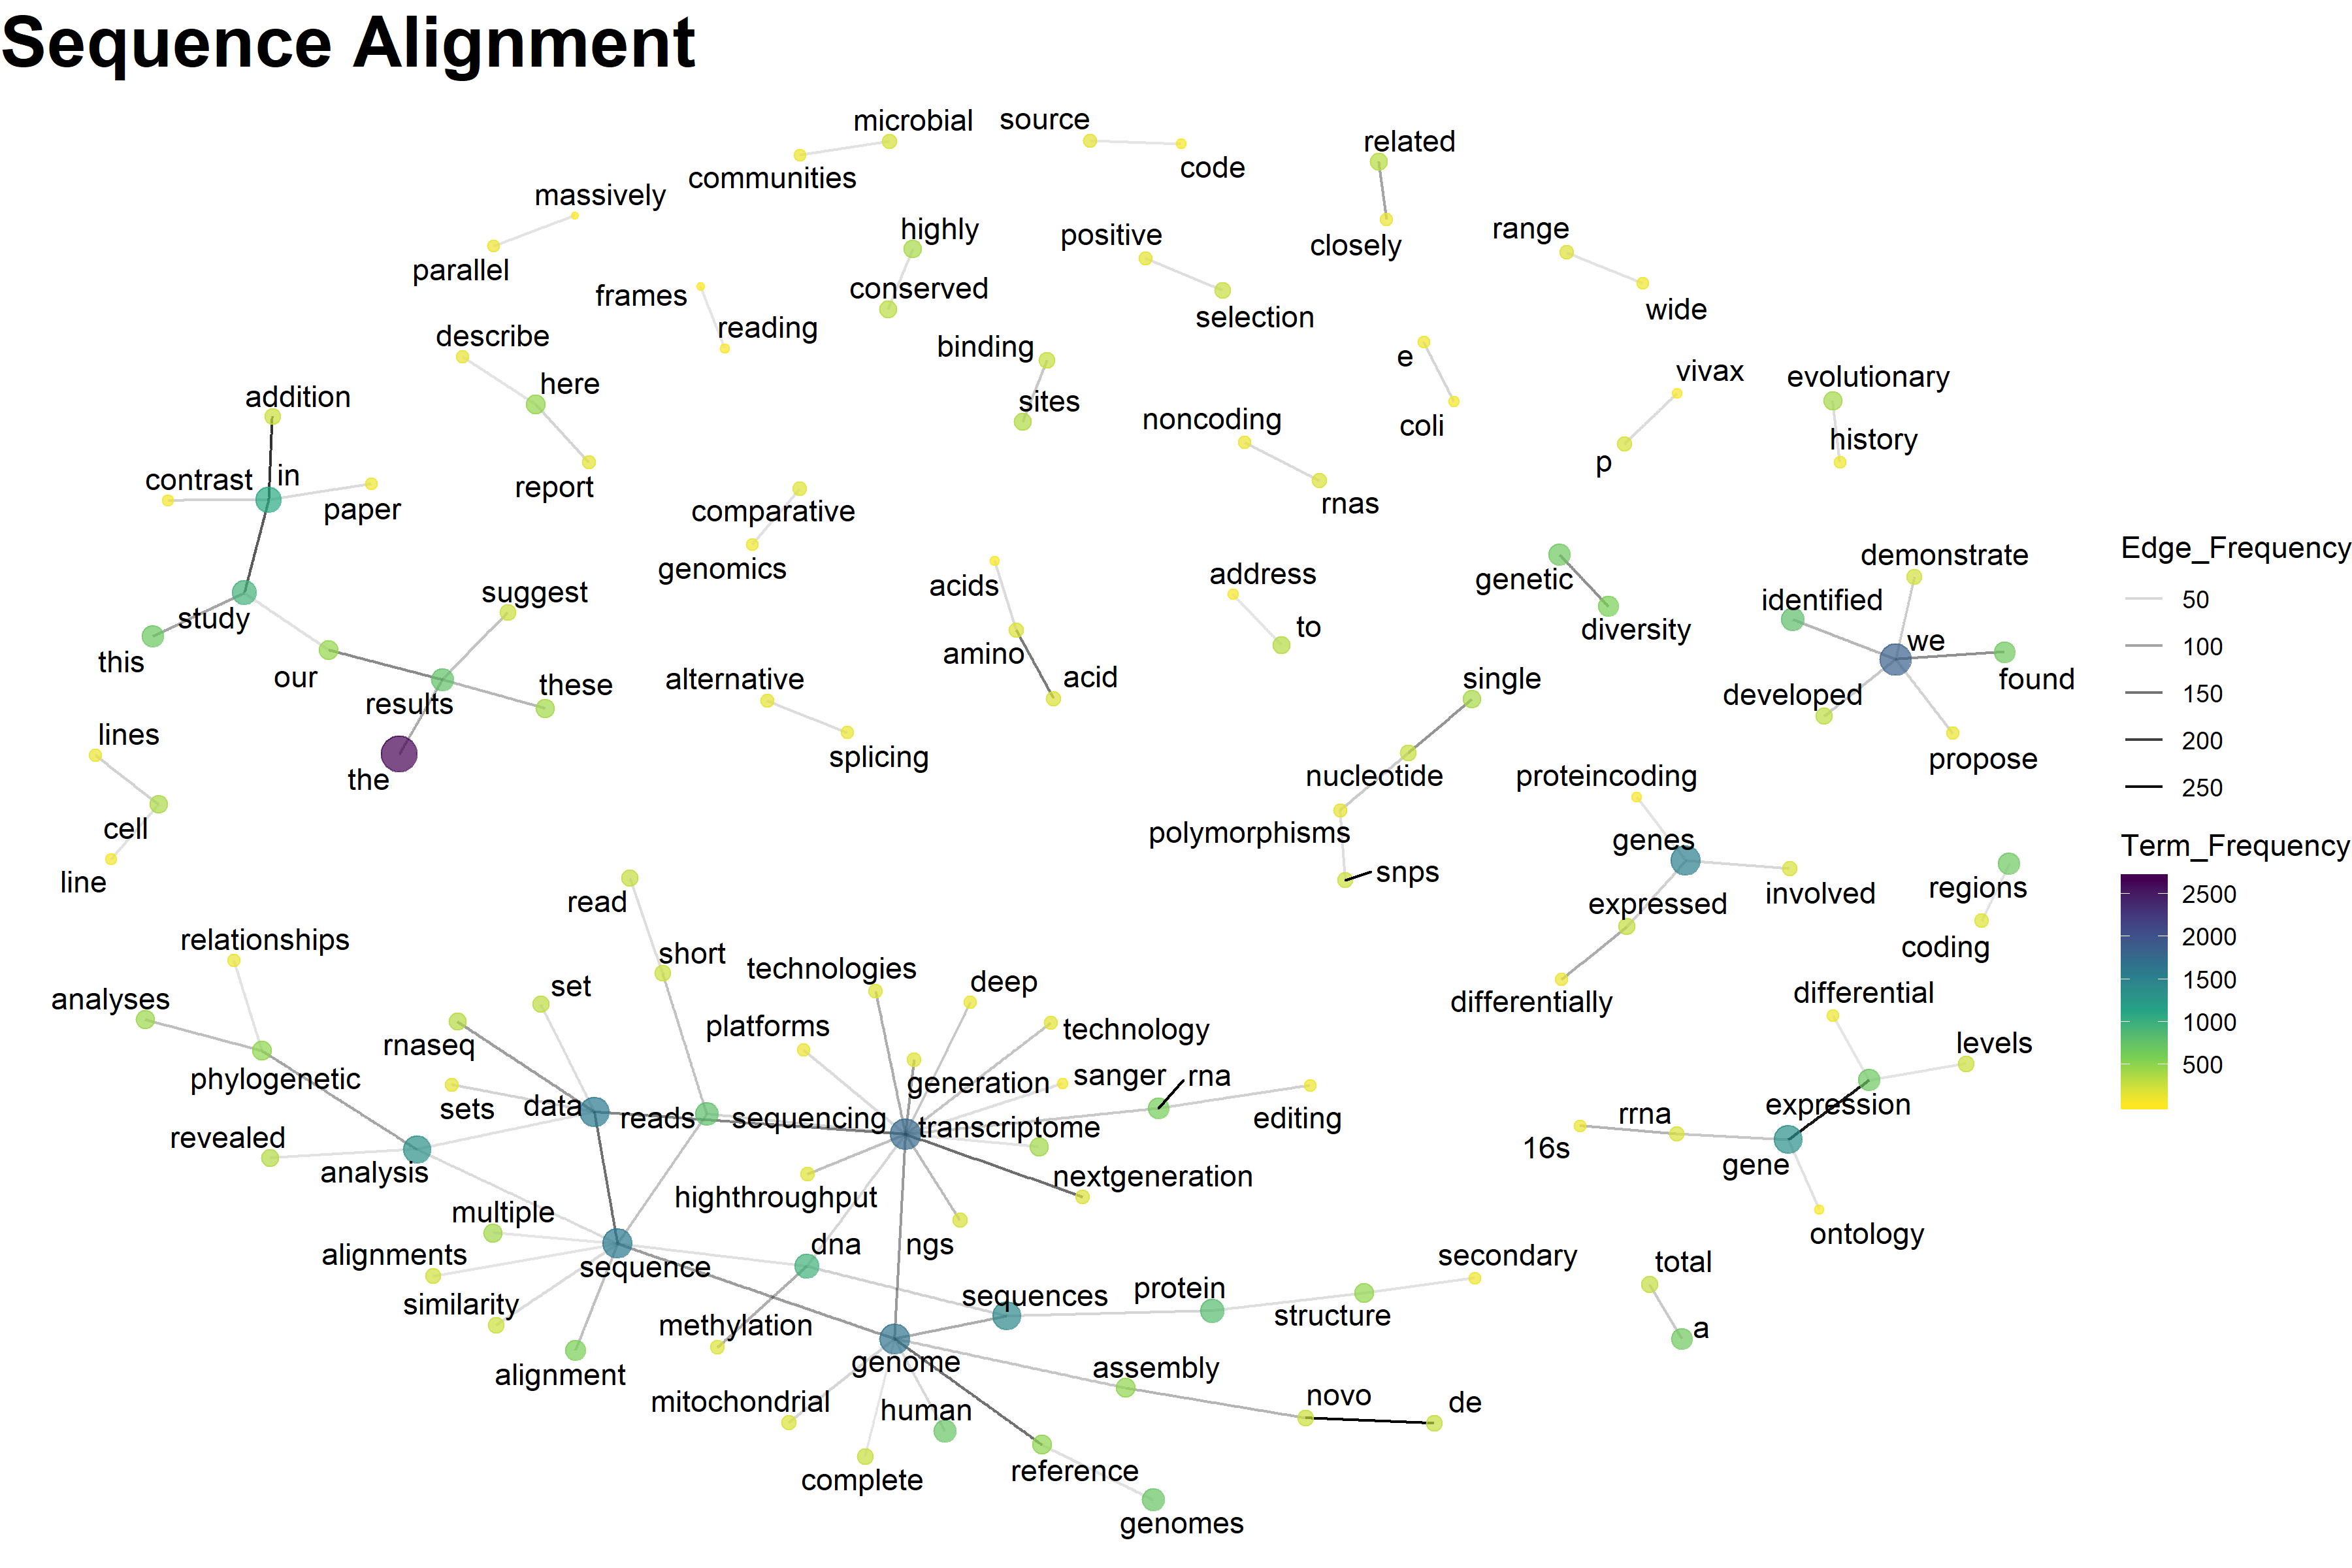 Sequence Alignment
microbial
source
communities
code
related
massively
parallel
highly
positive
closely
range
frames
conserved
selection
wide
reading
describe
binding
e
vivax
evolutionary
here
sites
noncoding
coli
history
addition
p
contrast
in
report
rnas
paper
comparative
genomics
acids
address
genetic
demonstrate
Edge_Frequency
suggest
identified
50
study
to
diversity
we
100
this
our
amino
these
alternative
acid
single
developed
found
150
results
lines
splicing
nucleotide
proteincoding
propose
200
the
250
cell
polymorphisms
genes
Term_Frequency
line
snps
involved
regions
2500
read
expressed
2000
relationships
short
technologies
deep
coding
1500
analyses
set
differentially
differential
1000
platforms
technology
levels
500
rnaseq
phylogenetic
generation
sanger
rna
sets
data
reads
sequencing
transcriptome
editing
rrna
expression
revealed
16s
analysis
gene
nextgeneration
highthroughput
multiple
ontology
alignments
dna
ngs
secondary
total
sequence
similarity
sequences
protein
structure
a
methylation
alignment
genome
assembly
mitochondrial
human
novo
de
complete
reference
genomes